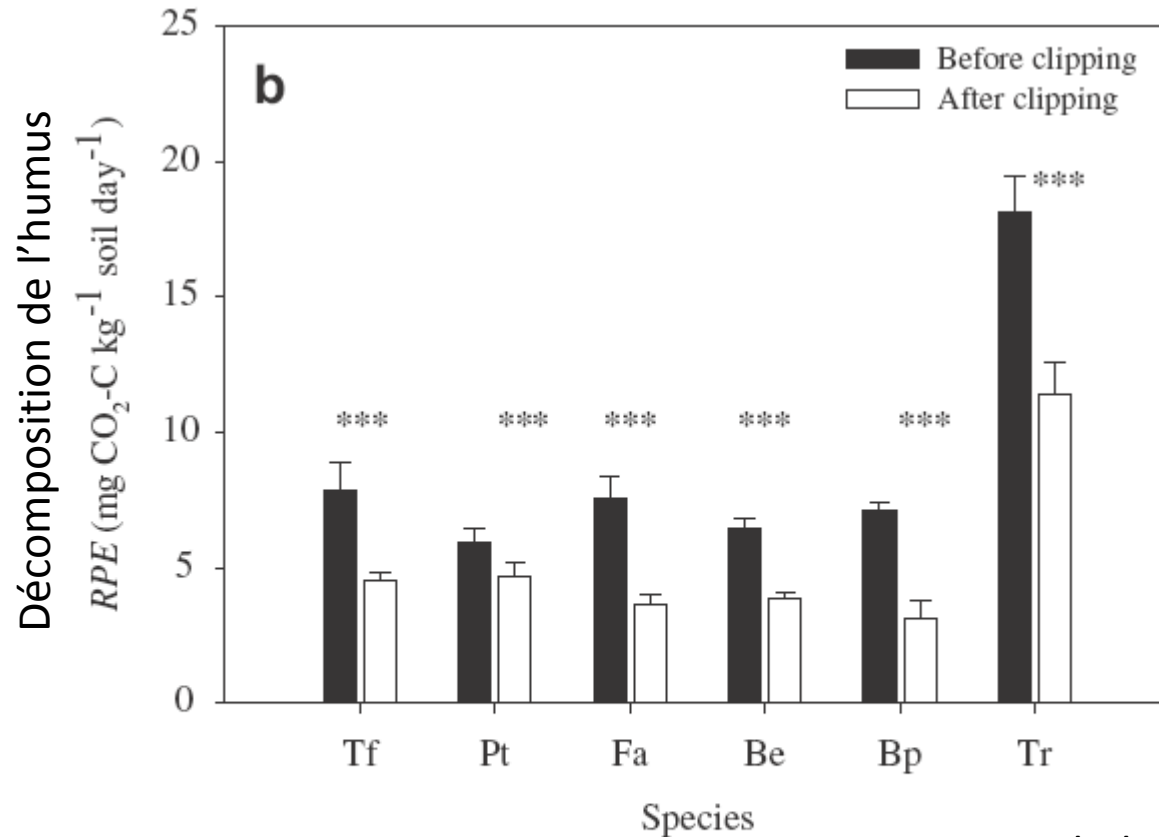 25
20
15
10
5
0
b
Before clipping
After clipping
***
***
***
***
***
***
Décomposition de l'humus
RPE (mg CO₂-C kg⁻¹ soil day⁻¹)
Tf Pt Fa Be Bp Tr
Species